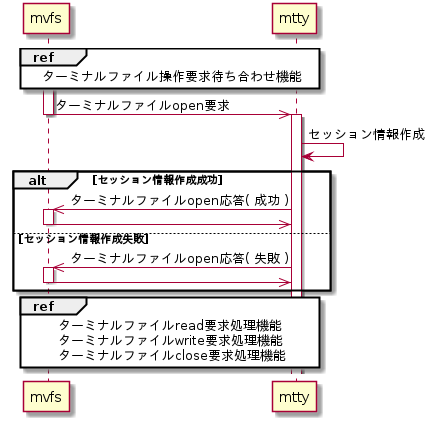 mvfs
mtty
ref
ターミナルファイル操作要求待ち合わせ機能
ターミナルファイルopen要求
セッション情報作成
alt
[セッション情報作成成功]
ターミナルファイルopen応答( 成功 )
[セッション情報作成失敗]
ターミナルファイルopen応答( 失敗 )
ref
ターミナルファイルread要求処理機能
ターミナルファイルwrite要求処理機能
ターミナルファイルclose要求処理機能
mvfs
mtty